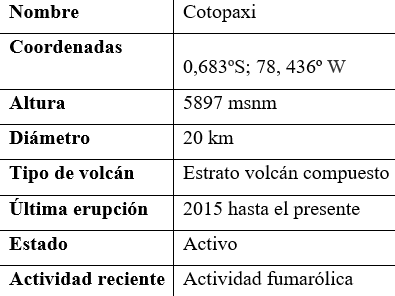 Nombre Cotopaxi
Coordenadas
0,683ºS; 78, 436º W
Altura 5897 msnm
Diámetro 20 km
Tipo de volcán Estrato volcán compuesto
Última erupción 2015 hasta el presente
Estado Activo
Actividad reciente Actividad fumarólica